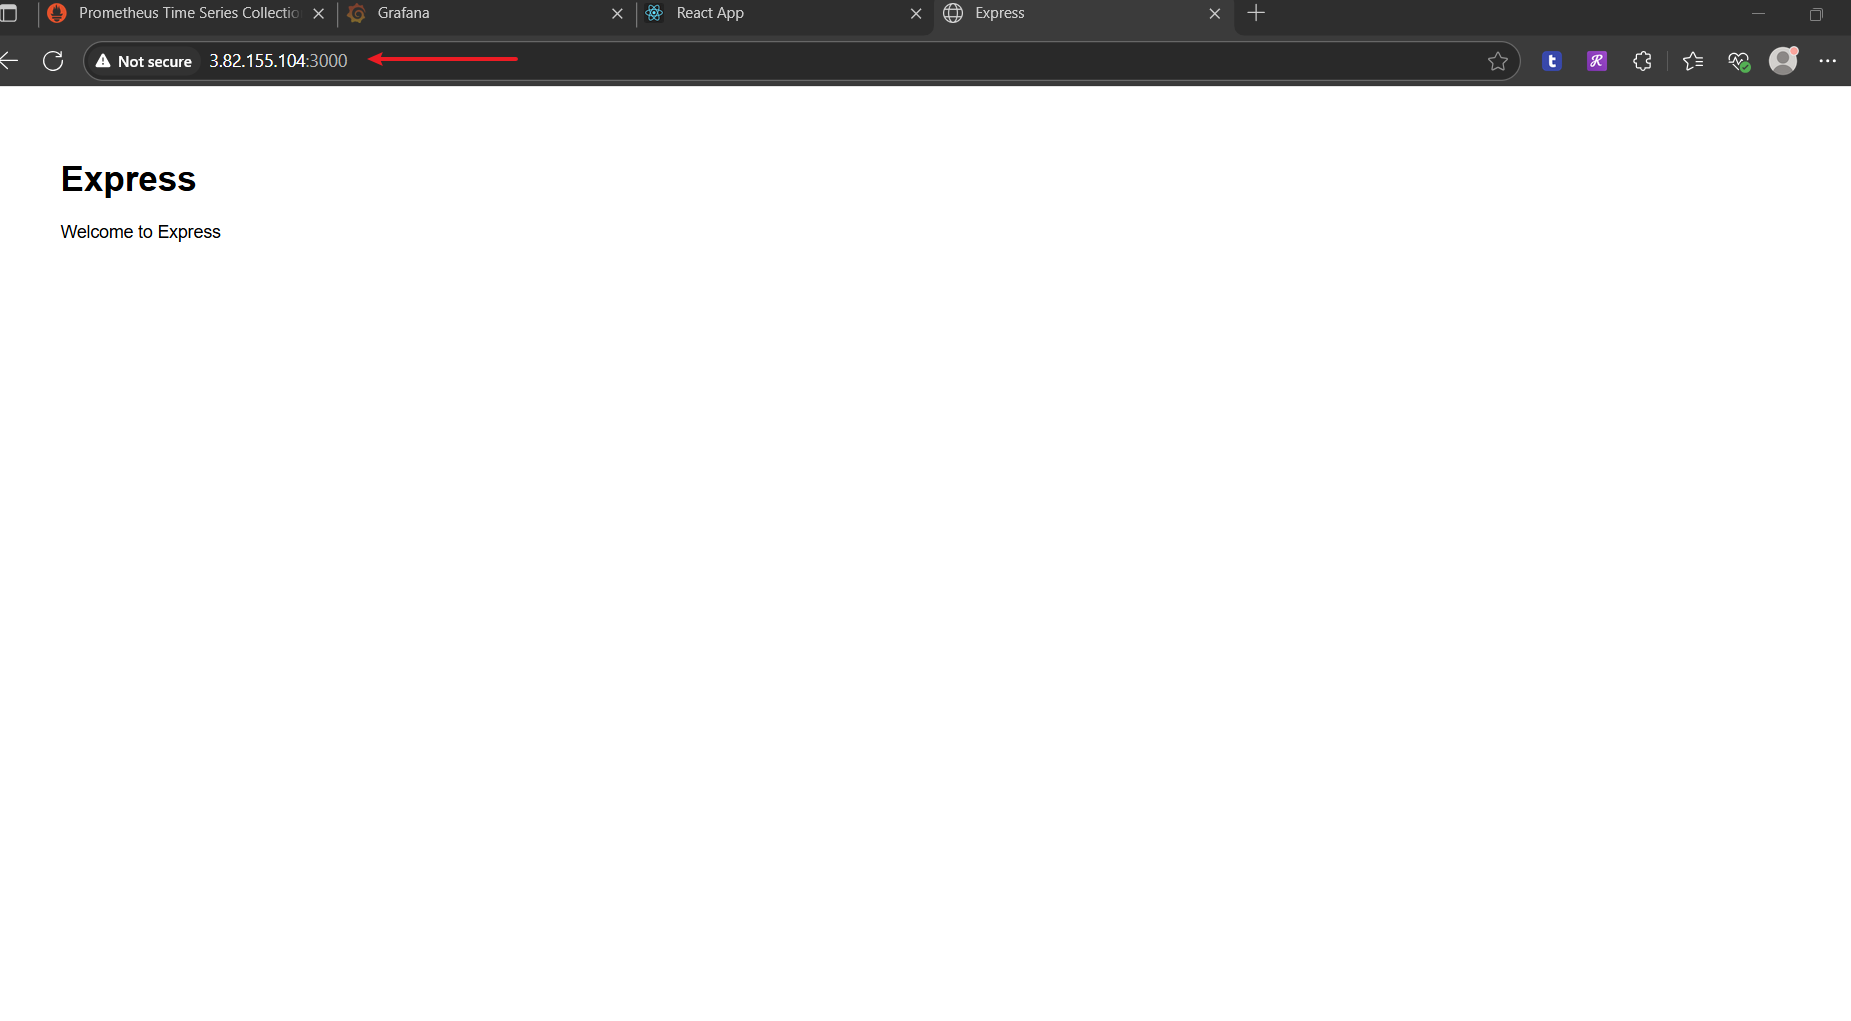 Prometheus Time Series Collectio
Grafana
React App
Express
Not secure
3.82.155.104:3000
t
R
Express
Welcome to Express